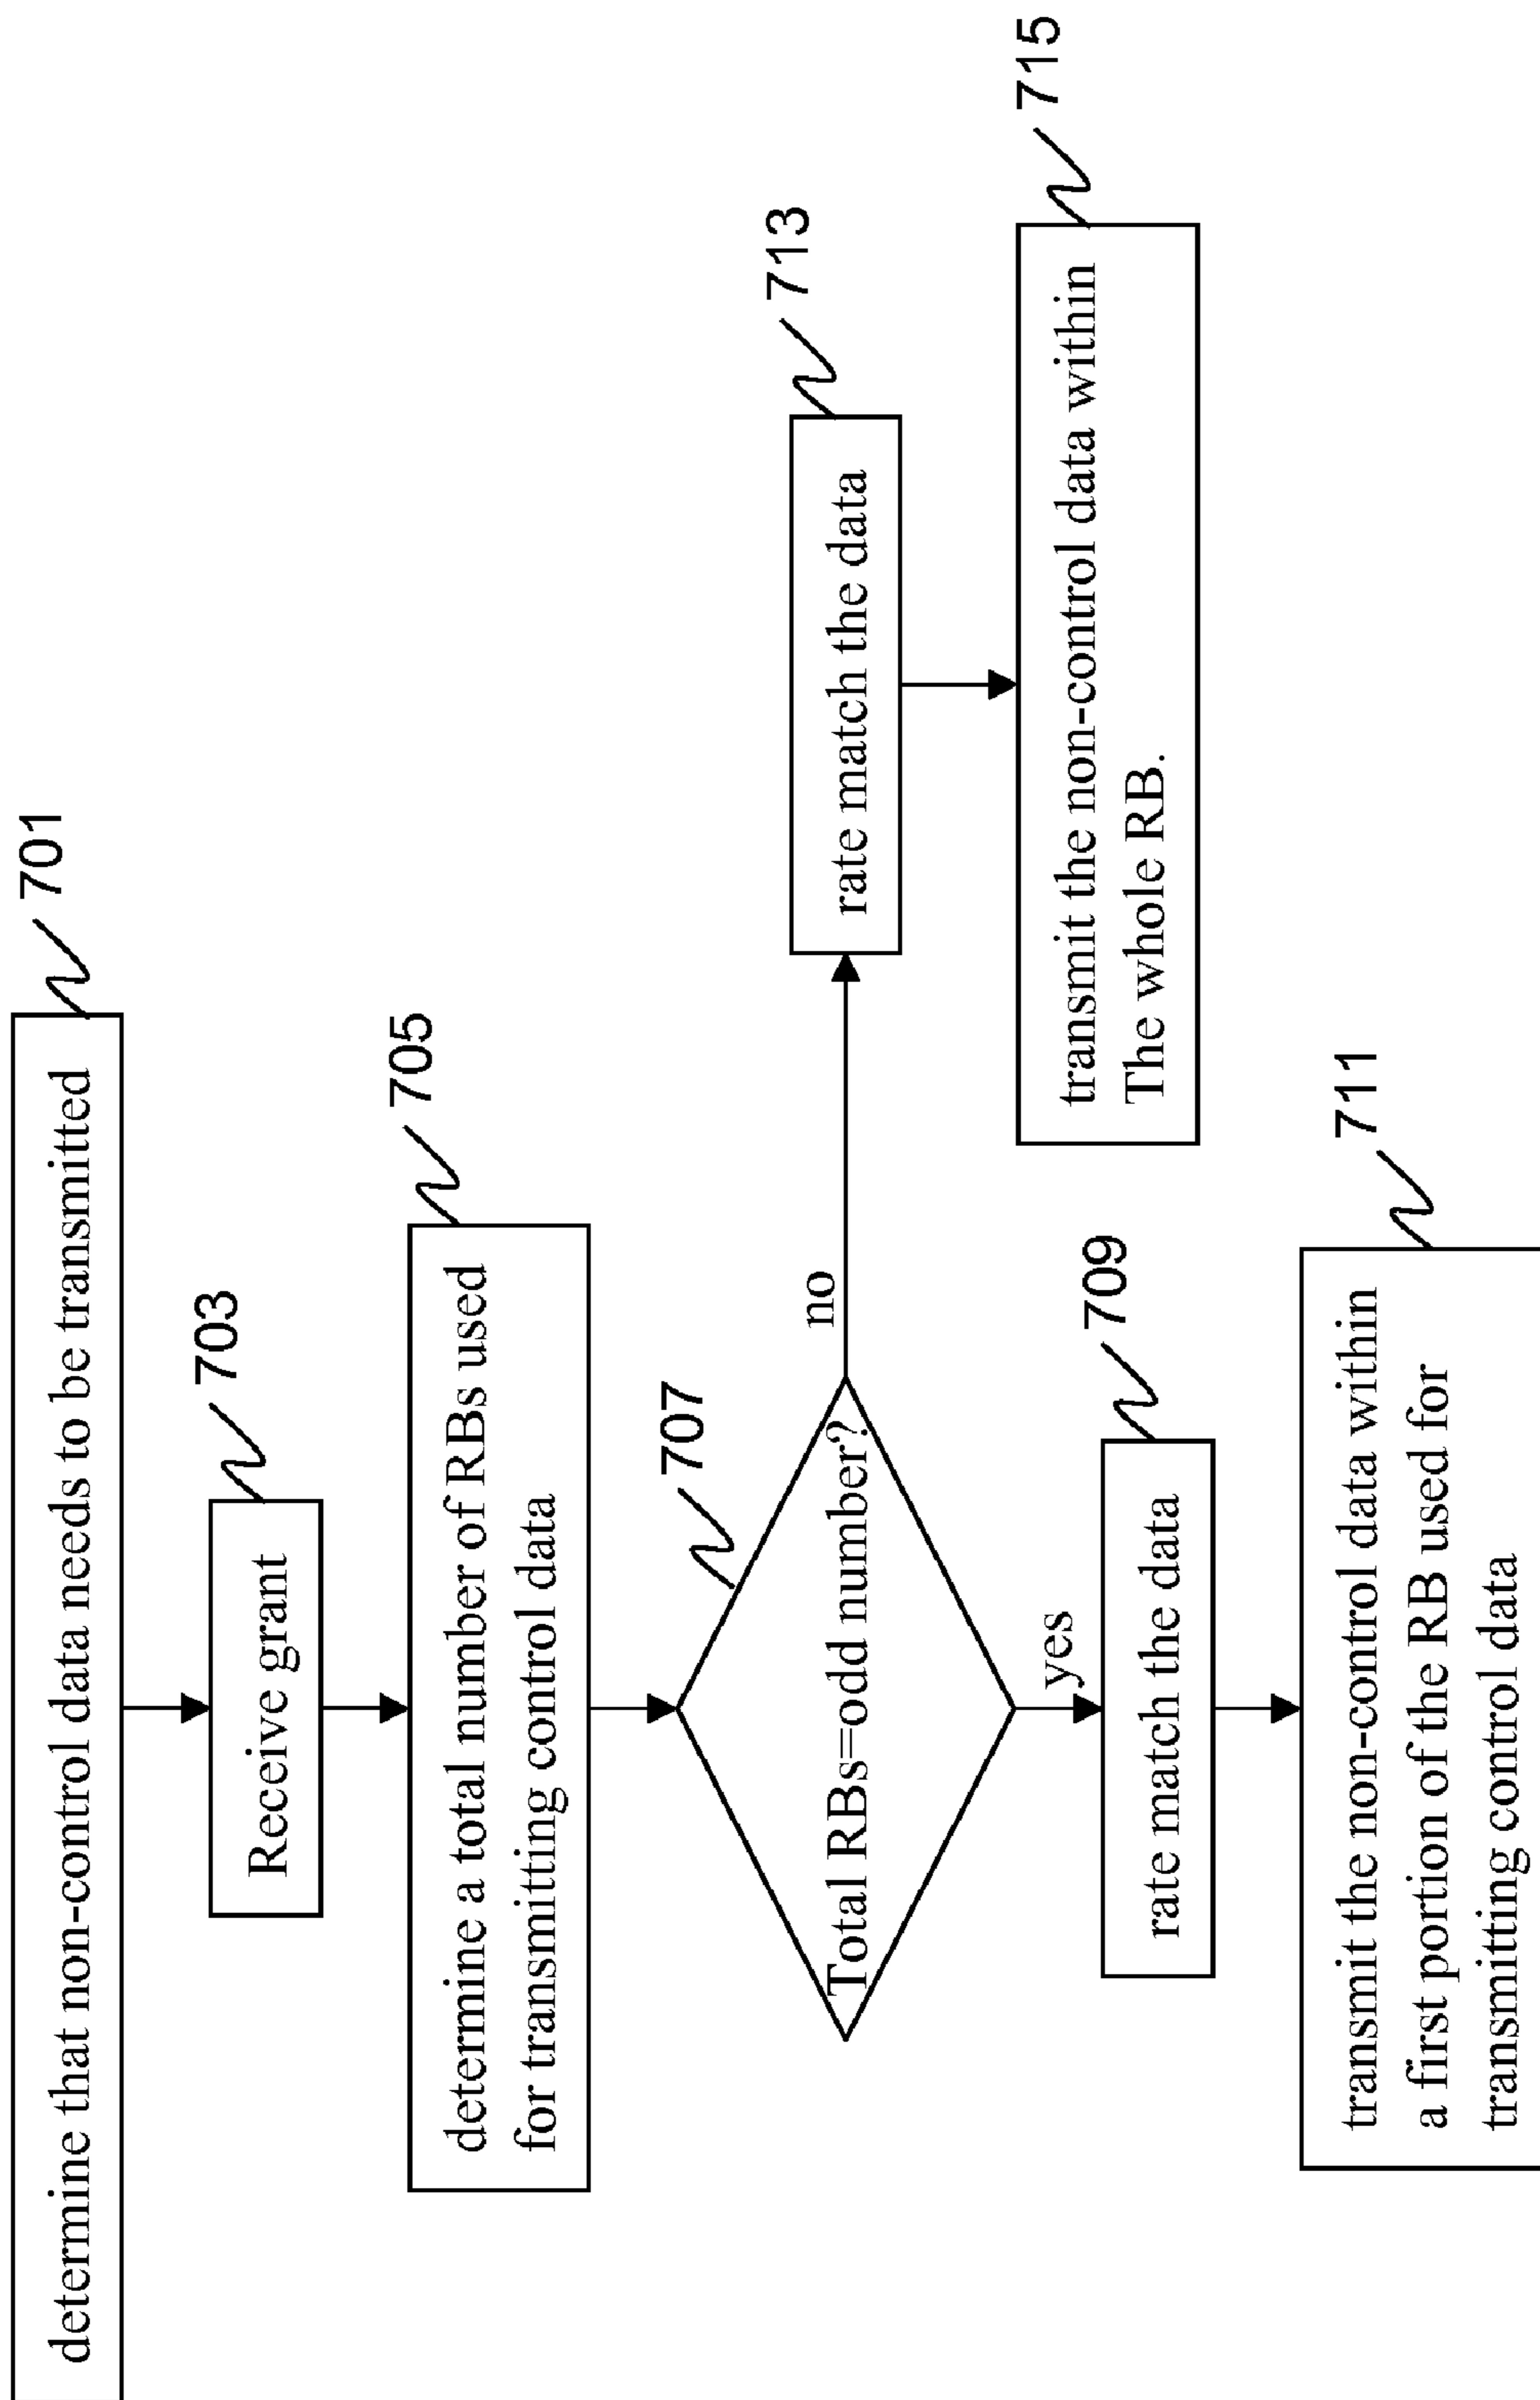 determine that non-control data needs to be transmitted
701
Receive grant
703
determine a total number of RBs used
for transmitting control data
705
Total RBs=odd number?
707
no
yes
rate match the data
713
transmit the non-control data within
The whole RB.
715
rate match the data
709
transmit the non-control data within
a first portion of the RB used for
transmitting control data
711